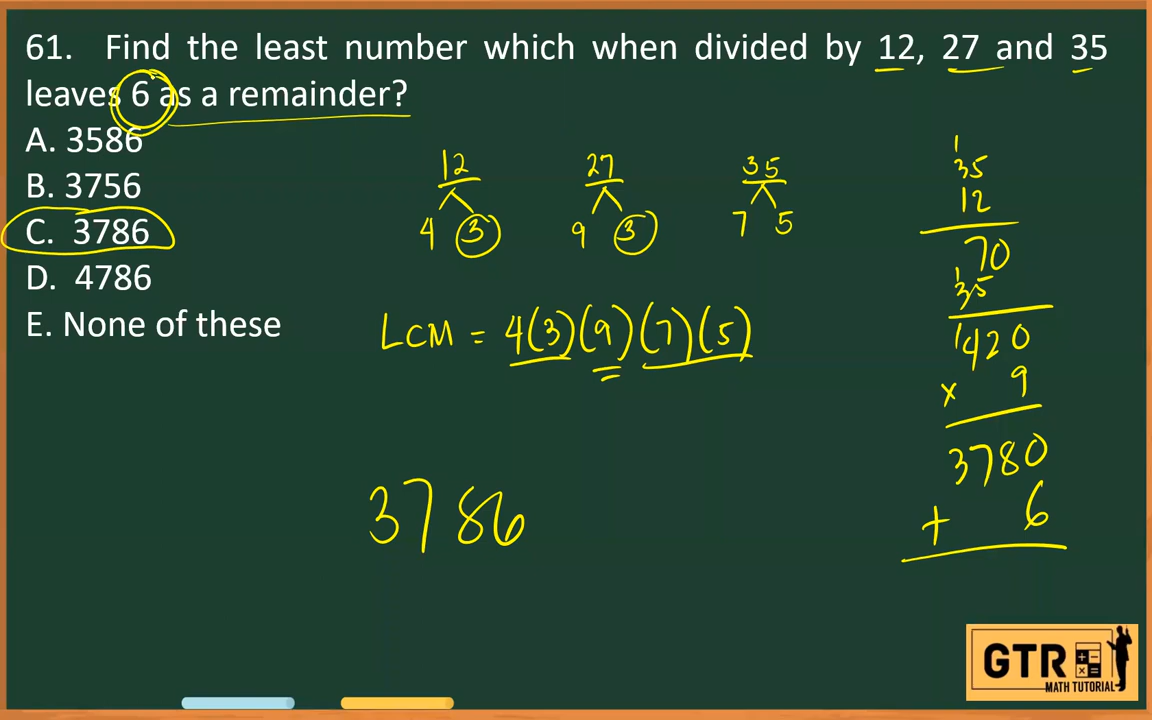 61. Find the least number which when divided by 12, 27 and 35
leaves 6 as a remainder?
A. 3586
B. 3756
C. 3786
D. 4786
E. None of these
12
4 3
27
9 3
35
7 5
LCM = 4(3)(9)(7)(5)
3786
1
35
12
70
1
35
1420
x 9
3780
+ 6
GTR
MATH TUTORIAL